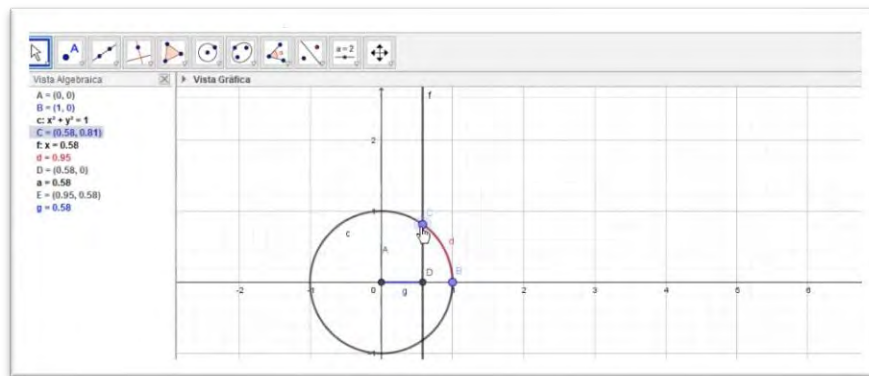 A
a=2
Vista Algebraica
Vista Gráfica
A = (0, 0)
B = (1, 0)
c: x² + y² = 1
C = (0.58, 0.81)
f: x = 0.58
d = 0.95
D = (0.58, 0)
a = 0.58
E = (0.95, 0.58)
g = 0.58
f
2
1
C
c
d
A
D
B
-2
-1
0
g
1
2
3
4
5
6
-1